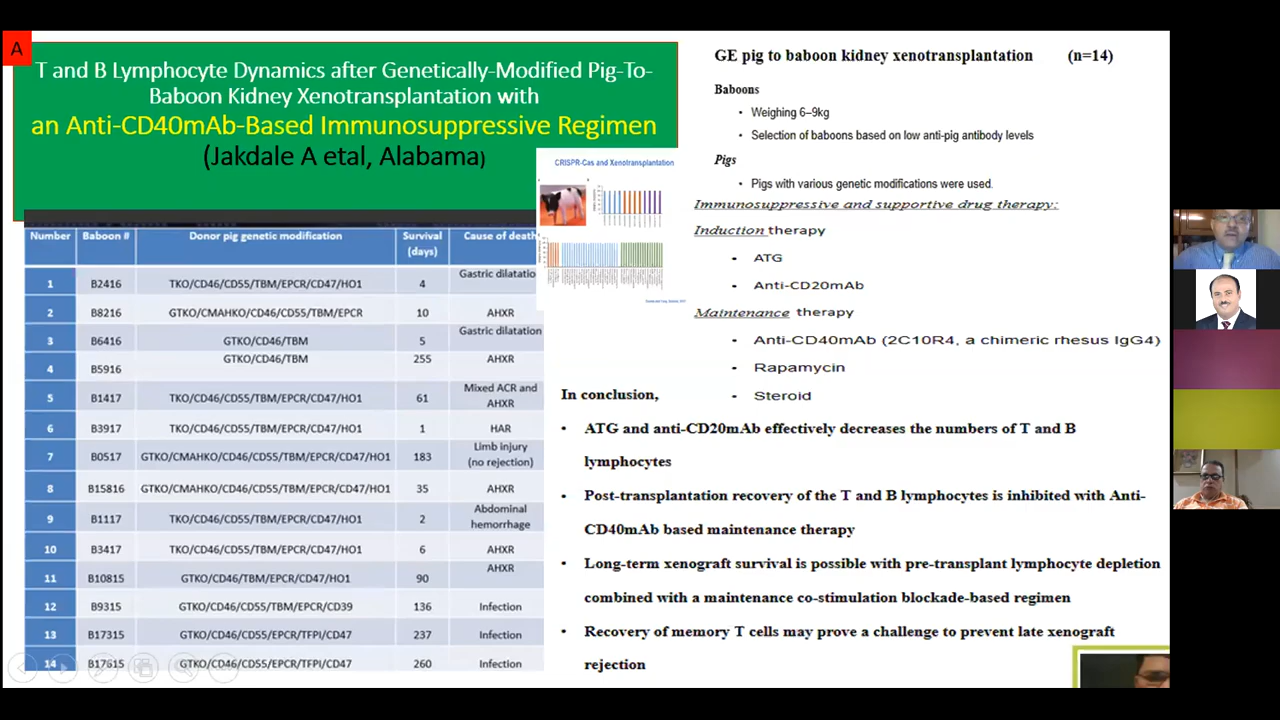 A
T and B Lymphocyte Dynamics after Genetically-Modified Pig-To-
Baboon Kidney Xenotransplantation with
an Anti-CD40mAb-Based Immunosuppressive Regimen
(Jakdale A etal, Alabama)
CRISPR-Cas and Xenotransplantation
Number Baboon # Donor pig genetic modification Survival (days) Cause of death
1 B2416 TKO/CD46/CD55/TBM/EPCR/CD47/HO1 4 Gastric dilatatio
2 B8216 GTKO/CMAHKO/CD46/CD55/TBM/EPCR 10 AHXR
3 B6416 GTKO/CD46/TBM 5 Gastric dilatation
4 B5916 GTKO/CD46/TBM 255 AHXR
5 B1417 TKO/CD46/CD55/TBM/EPCR/CD47/HO1 61 Mixed ACR and AHXR
6 B3917 TKO/CD46/CD55/TBM/EPCR/CD47/HO1 1 HAR
7 B0517 GTKO/CMAHKO/CD46/CD55/TBM/EPCR/CD47/HO1 183 Limb injury (no rejection)
8 B15816 GTKO/CMAHKO/CD46/CD55/TBM/EPCR/CD47/HO1 35 AHXR
9 B1117 TKO/CD46/CD55/TBM/EPCR/CD47/HO1 2 Abdominal hemorrhage
10 B3417 TKO/CD46/CD55/TBM/EPCR/CD47/HO1 6 AHXR
11 B10815 GTKO/CD46/TBM/EPCR/CD47/HO1 90 AHXR
12 B9315 GTKO/CD46/CD55/TBM/EPCR/CD39 136 Infection
13 B17315 GTKO/CD46/CD55/EPCR/TFPI/CD47 237 Infection
14 B17615 GTKO/CD46/CD55/EPCR/TFPI/CD47 260 Infection
GE pig to baboon kidney xenotransplantation (n=14)
Baboons
• Weighing 6–9kg
• Selection of baboons based on low anti-pig antibody levels
Pigs
• Pigs with various genetic modifications were used.
Immunosuppressive and supportive drug therapy:
Induction therapy
• ATG
• Anti-CD20mAb
Maintenance therapy
• Anti-CD40mAb (2C10R4, a chimeric rhesus IgG4)
• Rapamycin
• Steroid
In conclusion,
• ATG and anti-CD20mAb effectively decreases the numbers of T and B
lymphocytes
• Post-transplantation recovery of the T and B lymphocytes is inhibited with Anti-
CD40mAb based maintenance therapy
• Long-term xenograft survival is possible with pre-transplant lymphocyte depletion
combined with a maintenance co-stimulation blockade-based regimen
• Recovery of memory T cells may prove a challenge to prevent late xenograft
rejection